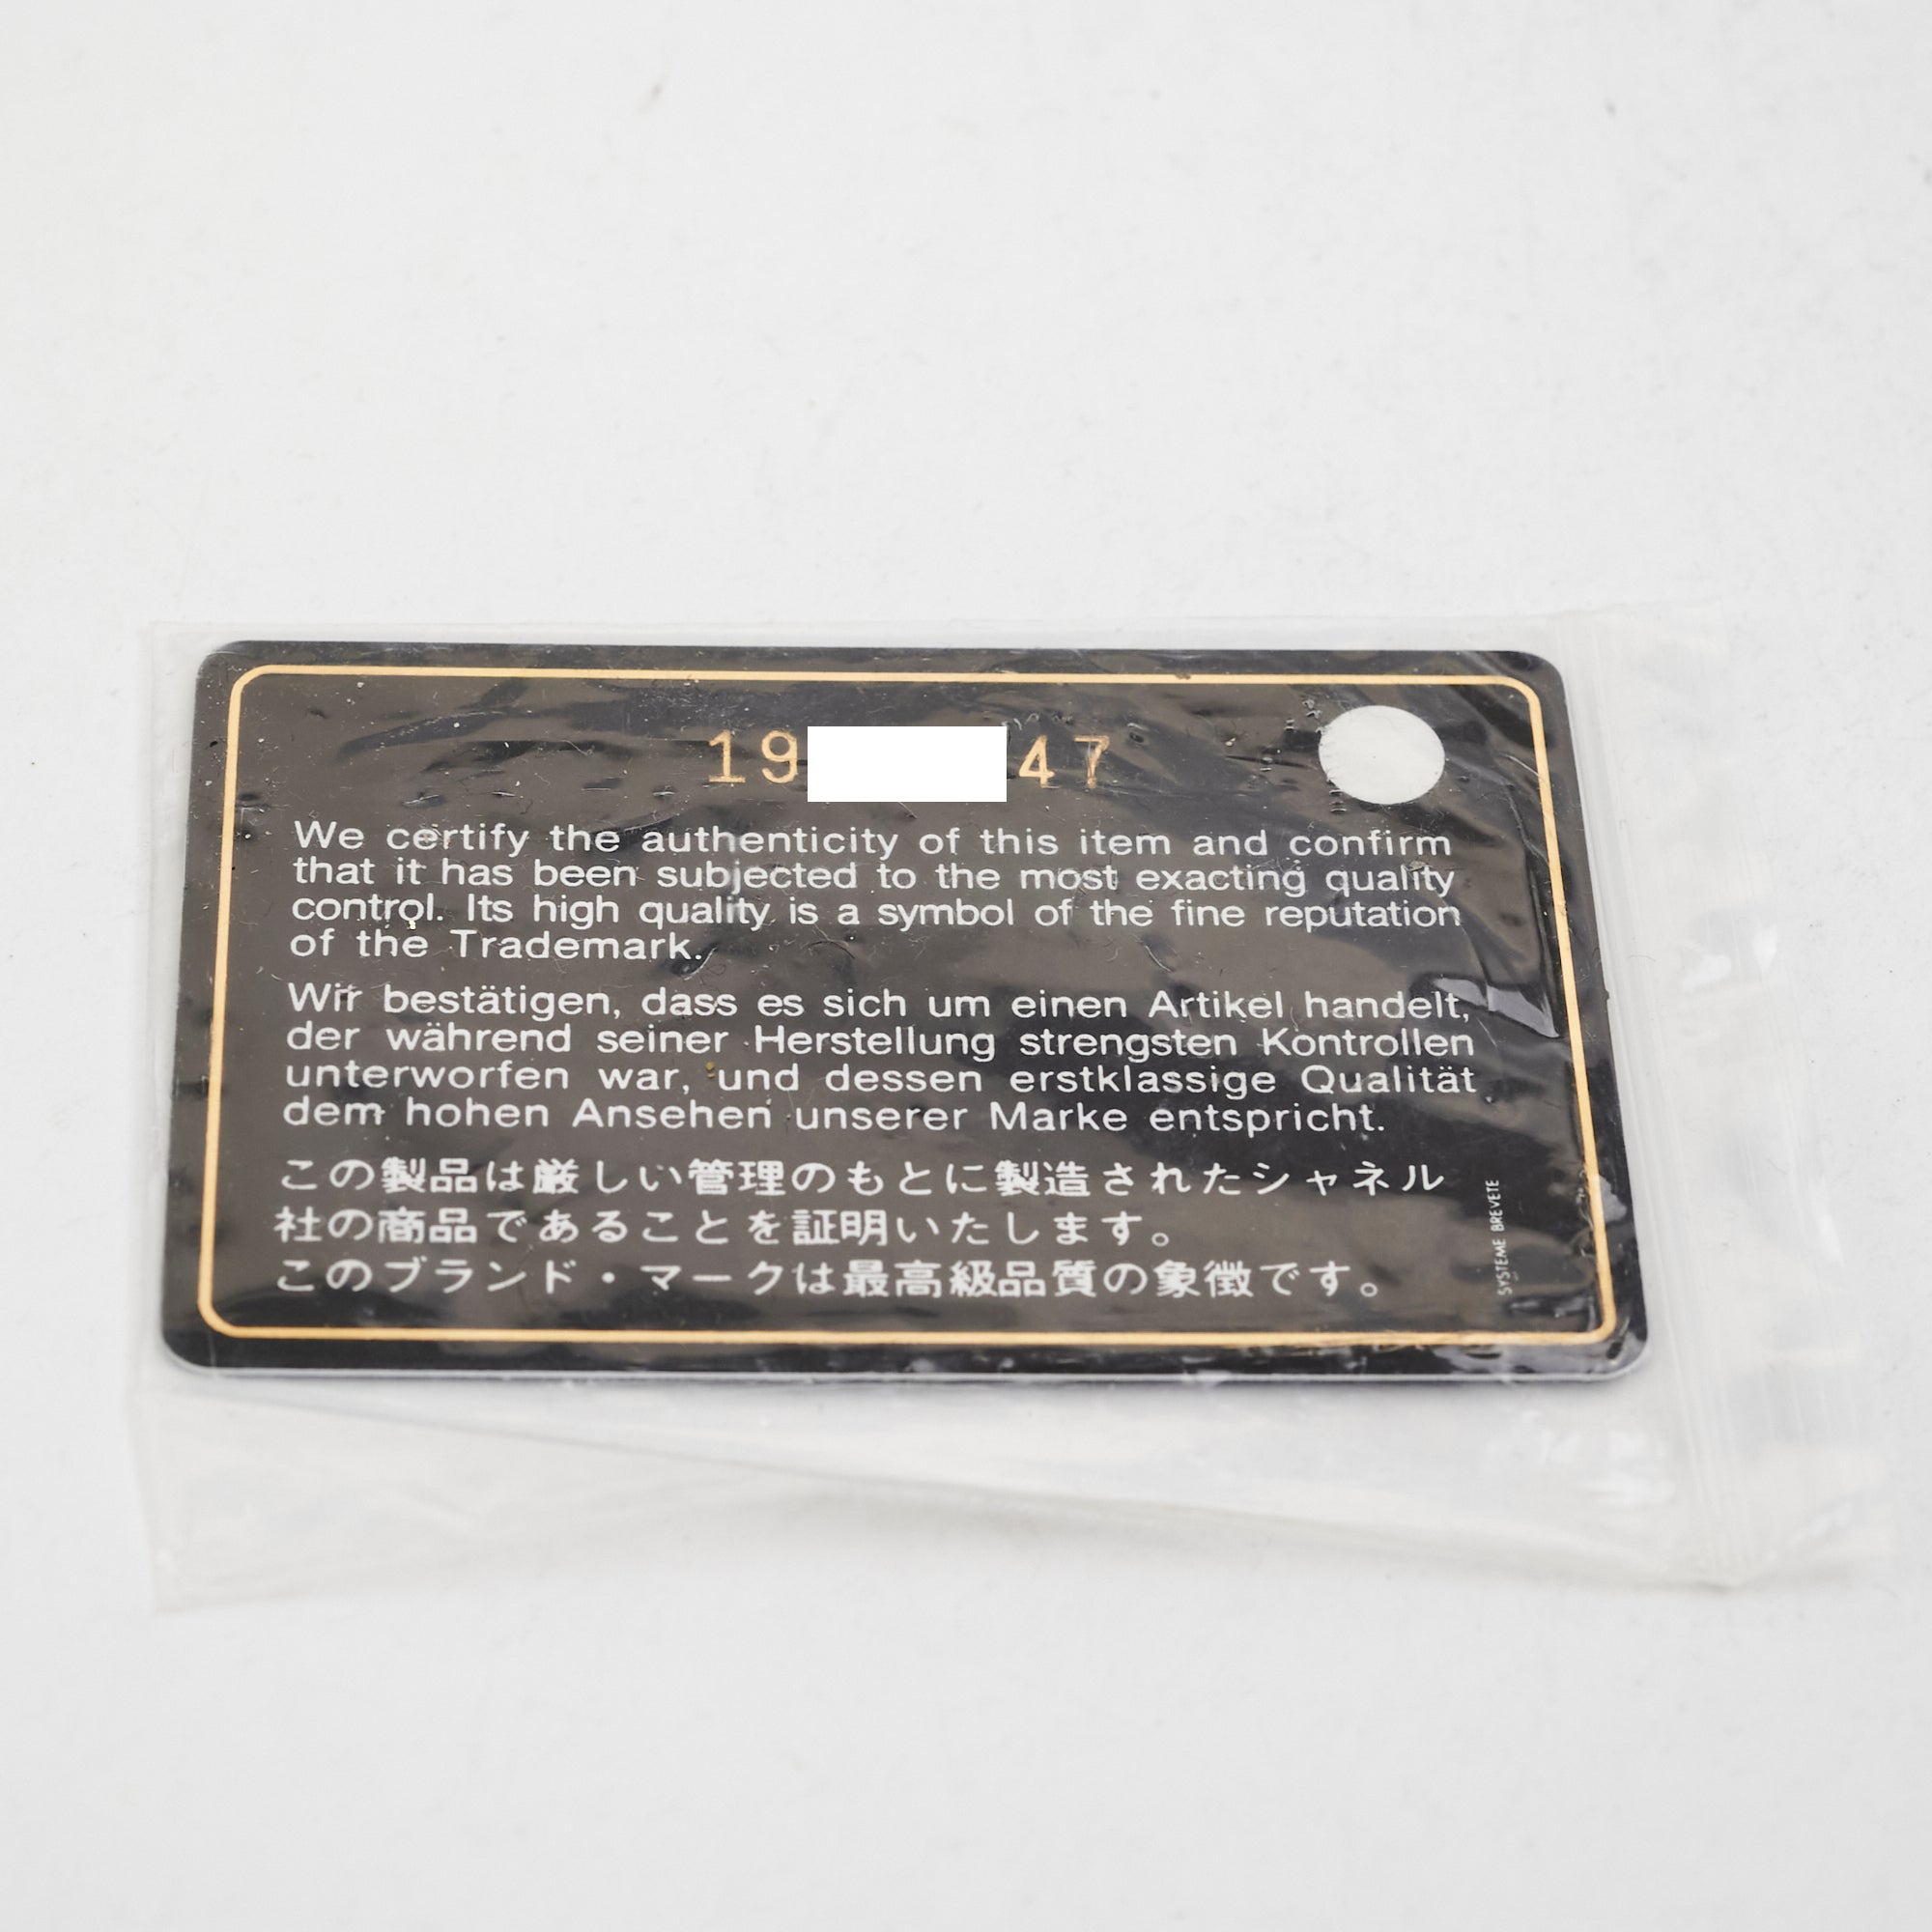 19 47
We certify the authenticity of this item and confirm
that it has been subjected to the most exacting quality
control. Its high quality is a symbol of the fine reputation
of the Trademark.
Wir bestätigen, dass es sich um einen Artikel handelt,
der während seiner Herstellung strengsten Kontrollen
unterworfen war, und dessen erstklassige Qualität
dem hohen Ansehen unserer Marke entspricht.
この製品は厳しい管理のもとに製造されたシャネル
社の商品であることを証明いたします。
このブランド・マークは最高級品質の象徴です。
SYSTEME BREVETE